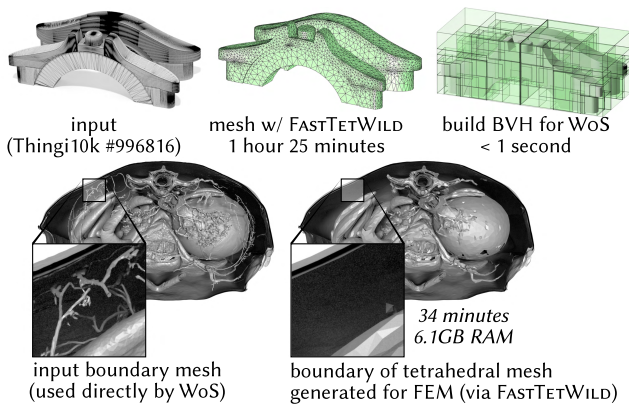 input
(Thingi10k #996816)
mesh w/ FASTTETWILD
1 hour 25 minutes
build BVH for WoS
< 1 second
34 minutes
6.1GB RAM
input boundary mesh
(used directly by WoS)
boundary of tetrahedral mesh
generated for FEM (via FASTTETWILD)